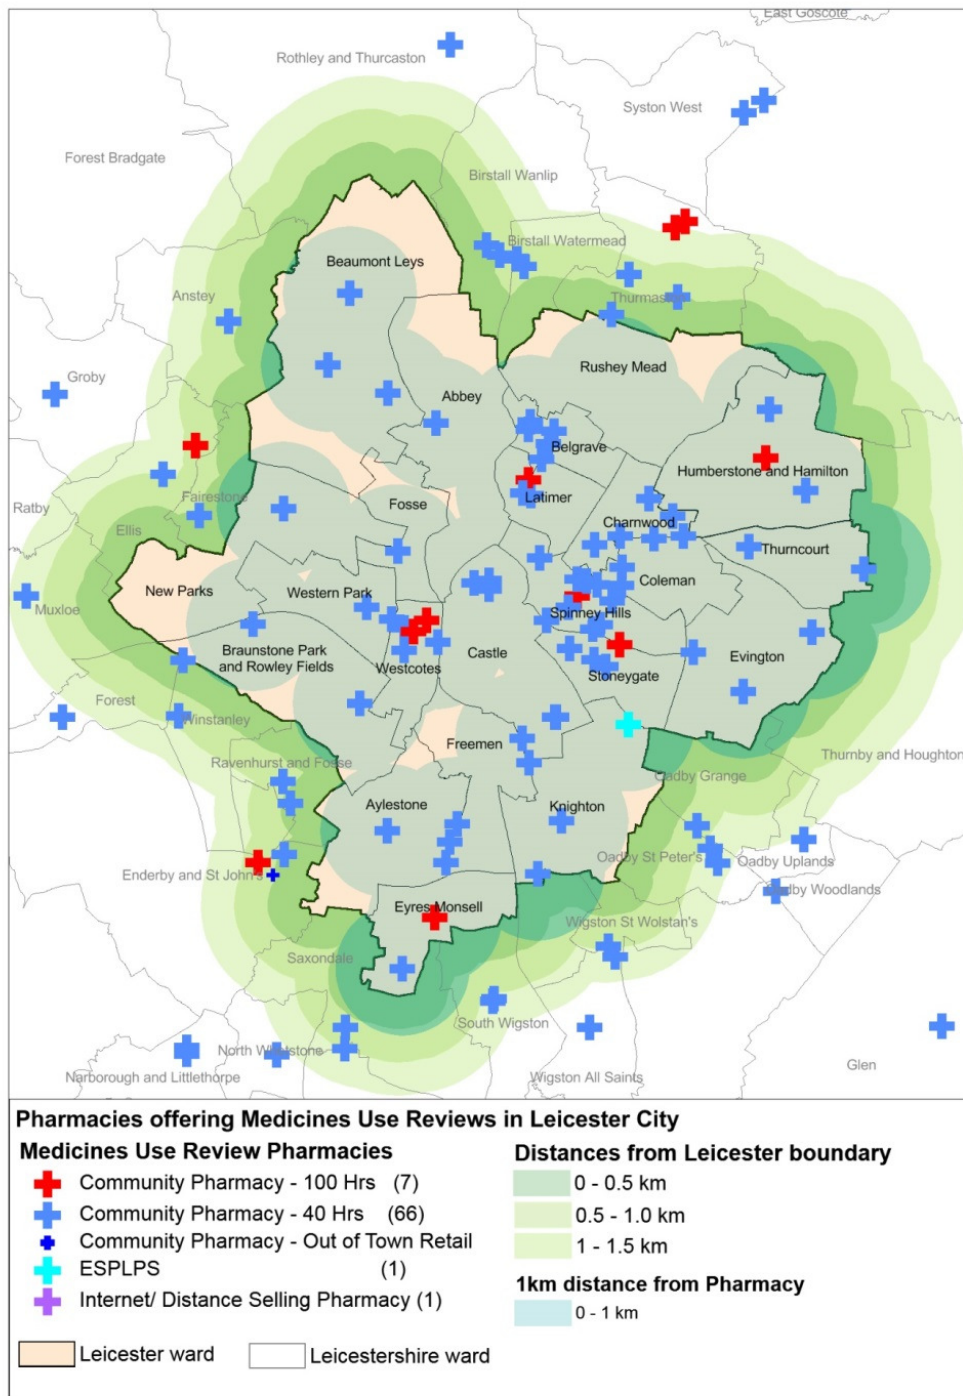 East Goscote
Rothley and Thurcaston
Syston West
Forest Bradgate
Birstall Wanlip
Birstall Watermead
Beaumont Leys
Anstey
Rushey Mead
Groby
Abbey
Belgrave
Humberstone and Hamilton
Latimer
Fairestone
Fosse
Ratby
Ellis
Charnwood
Thurncourt
Coleman
New Parks
Western Park
Muxloe
Spinney Hills
Braunstone Park
and Rowley Fields
Castle
Evington
Westcotes
Stoneygate
Forest
Winstanley
Freemen
Thurnby and Houghton
Ravenhurst and Fosse
Oadby Grange
Aylestone
Knighton
Oadby St Peter's
Oadby Uplands
Enderby and St John's
Oadby Woodlands
Eyres Monsell
Wigston St Wolstan's
Saxondale
South Wigston
North Whetstone
Glen
Narborough and Littlethorpe
Wigston All Saints
Pharmacies offering Medicines Use Reviews in Leicester City
Medicines Use Review Pharmacies
Community Pharmacy - 100 Hrs (7)
Community Pharmacy - 40 Hrs (66)
Community Pharmacy - Out of Town Retail
ESPLPS (1)
Internet/ Distance Selling Pharmacy (1)
Leicester ward
Leicestershire ward
Distances from Leicester boundary
0 - 0.5 km
0.5 - 1.0 km
1 - 1.5 km
1km distance from Pharmacy
0 - 1 km